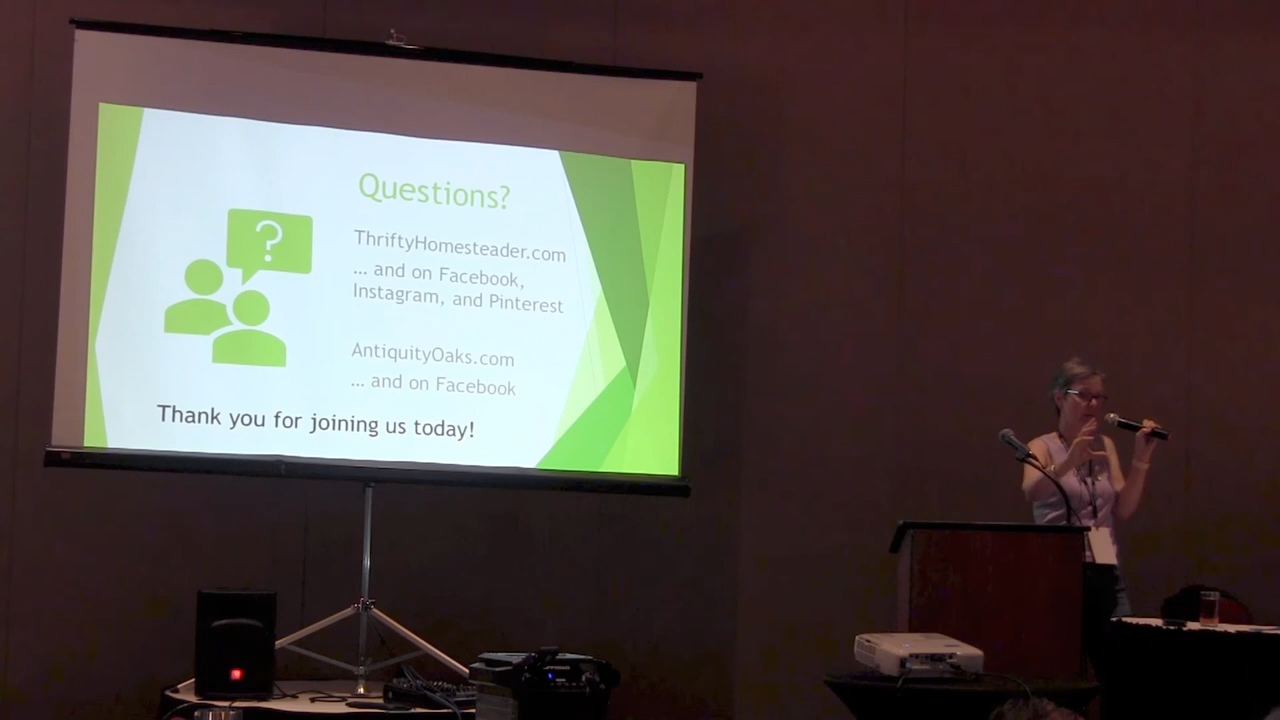 Questions?
ThriftyHomesteader.com
... and on Facebook,
Instagram, and Pinterest
AntiquityOaks.com
... and on Facebook
Thank you for joining us today!
?